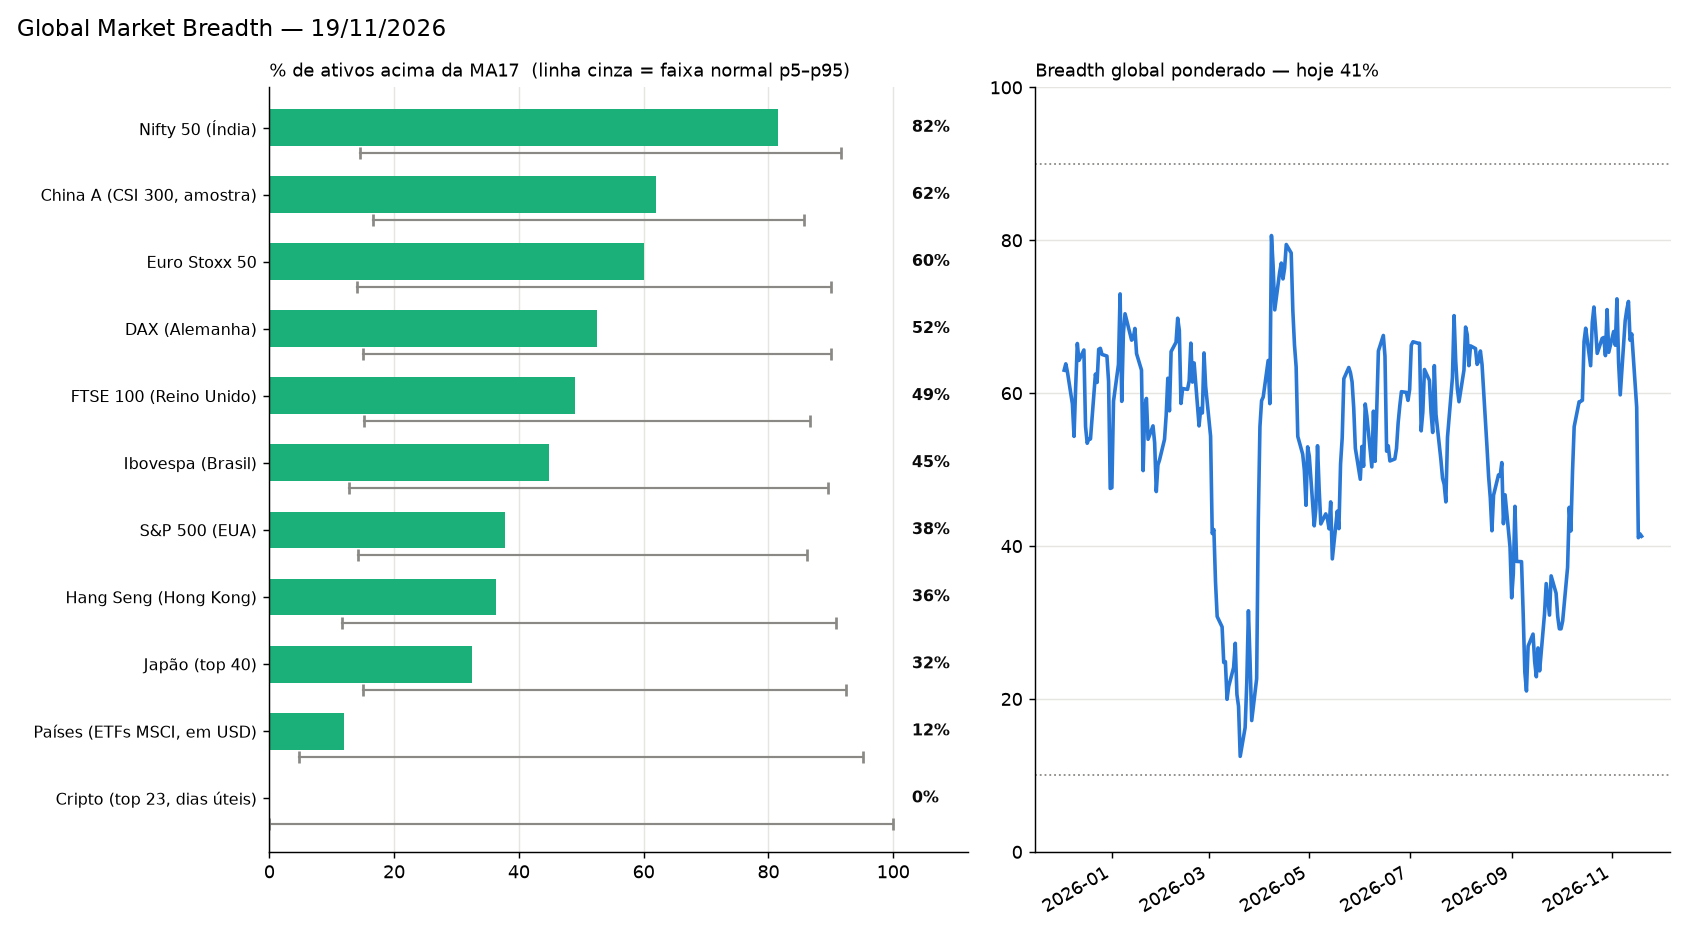 Global Market Breadth — 19/11/2026
% de ativos acima da MA17  (linha cinza = faixa normal p5–p95)
Nifty 50 (Índia) 82%
China A (CSI 300, amostra) 62%
Euro Stoxx 50 60%
DAX (Alemanha) 52%
FTSE 100 (Reino Unido) 49%
Ibovespa (Brasil) 45%
S&P 500 (EUA) 38%
Hang Seng (Hong Kong) 36%
Japão (top 40) 32%
Países (ETFs MSCI, em USD) 12%
Cripto (top 23, dias úteis) 0%
0 20 40 60 80 100
Breadth global ponderado — hoje 41%
100
80
60
40
20
0
2026-01 2026-03 2026-05 2026-07 2026-09 2026-11